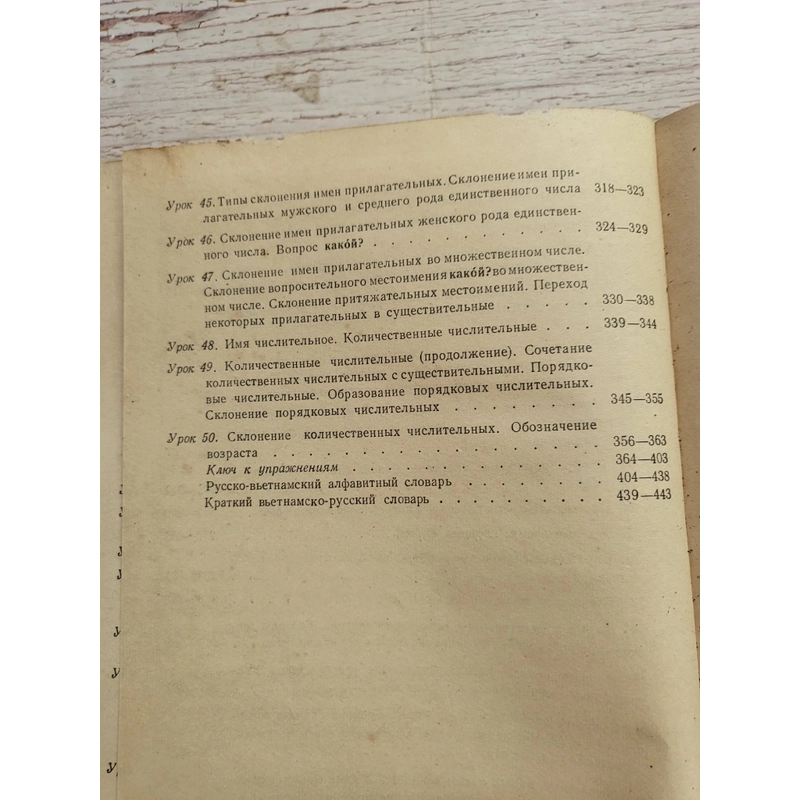 Урок 45. Типы склонения имен прилагательных. Склонение имен при-
лагательных мужского и среднего рода единственного числа 318—323
Урок 46. Склонение имен прилагательных женского рода единствен-
ного числа. Вопрос какóй? . . . . . . . . . . . . 324—329
Урок 47. Склонение имен прилагательных во множественном числе.
Склонение вопросительного местоимения какóй? во множествен-
ном числе. Склонение притяжательных местоимений. Переход
некоторых прилагательных в существительные . . . . . 330—338
Урок 48. Имя числительное. Количественные числительные . . . 339—344
Урок 49. Количественные числительные (продолжение). Сочетание
количественных числительных с существительными. Порядко-
вые числительные. Образование порядковых числительных.
Склонение порядковых числительных . . . . . . . . 345—355
Урок 50. Склонение количественных числительных. Обозначение
возраста . . . . . . . . . . . . . . . . . 356—363
Ключ к упражнениям . . . . . . . . . . . . . 364—403
Русско-вьетнамский алфавитный словарь . . . . . . . 404—438
Краткий вьетнамско-русский словарь . . . . . . . . . 439—443
У
У
У